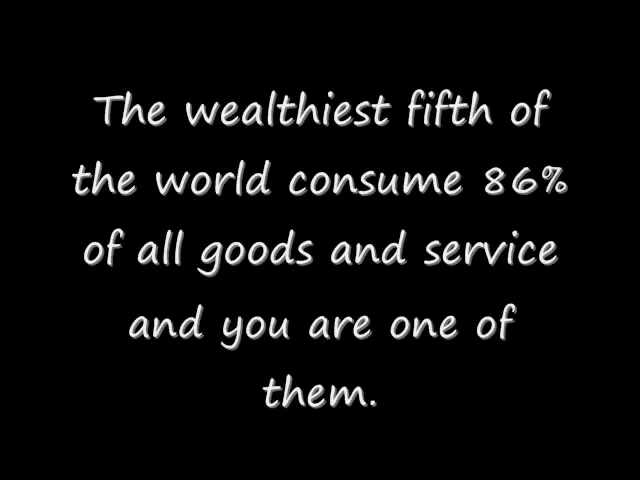 The wealthiest fifth of
the world consume 86%
of all goods and service
and you are one of
them.